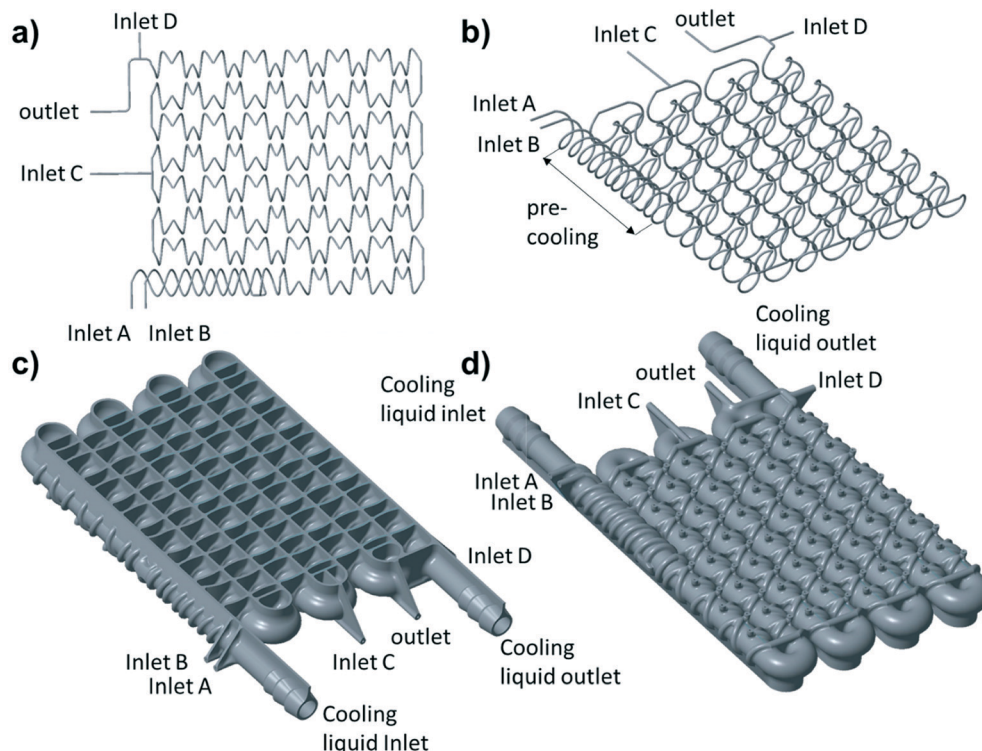 a)
Inlet D
outlet
Inlet C
Inlet A
Inlet B
b)
outlet
Inlet D
Inlet C
Inlet A
Inlet B
pre-
cooling
c)
Cooling
liquid inlet
Inlet D
outlet
Inlet C
Inlet B
Inlet A
Cooling
liquid outlet
Cooling
liquid Inlet
d)
Cooling
liquid outlet
outlet
Inlet D
Inlet C
Inlet A
Inlet B